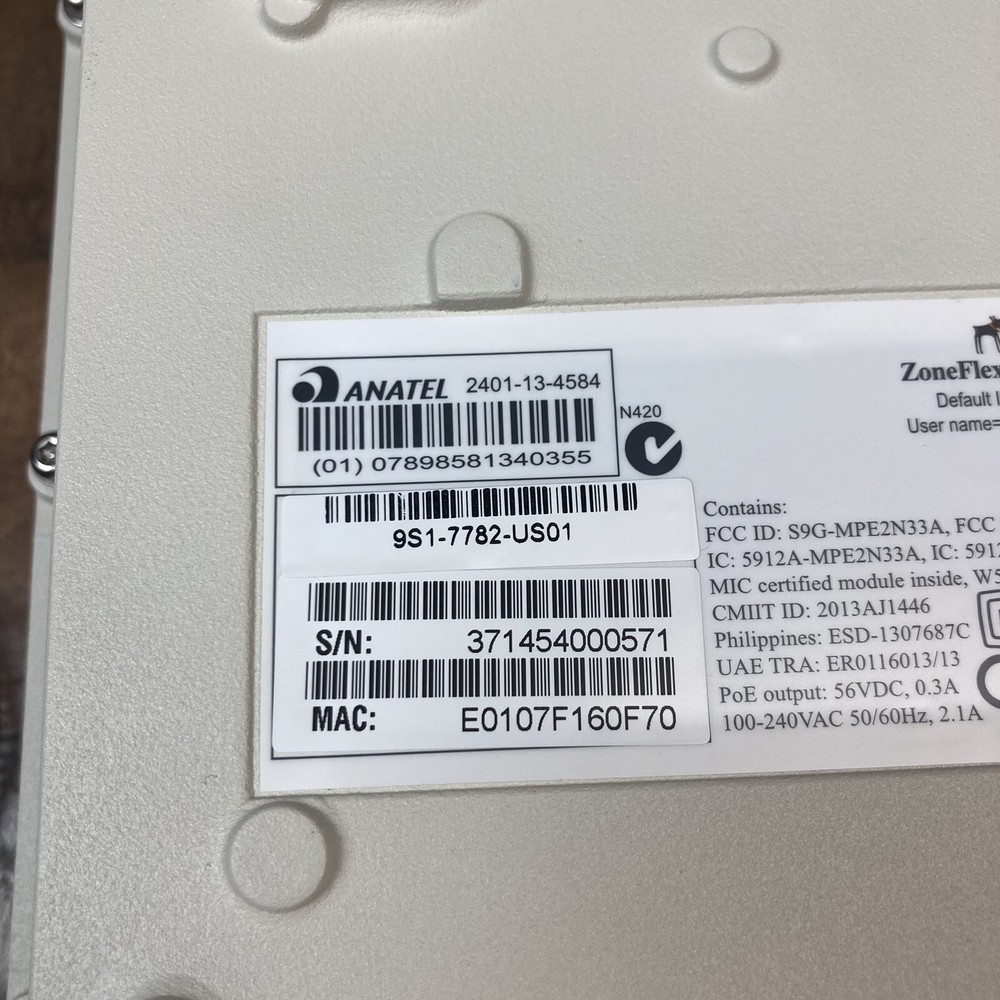 ANATEL 2401-13-4584
(01) 07898581340355
N420
9S1-7782-US01
S/N: 371454000571
MAC: E0107F160F70
ZoneFlex
Default
User name=
Contains:
FCC ID: S9G-MPE2N33A, FCC
IC: 5912A-MPE2N33A, IC: 5912
MIC certified module inside, W5
CMIIT ID: 2013AJ1446
Philippines: ESD-1307687C
UAE TRA: ER0116013/13
PoE output: 56VDC, 0.3A
100-240VAC 50/60Hz, 2.1A